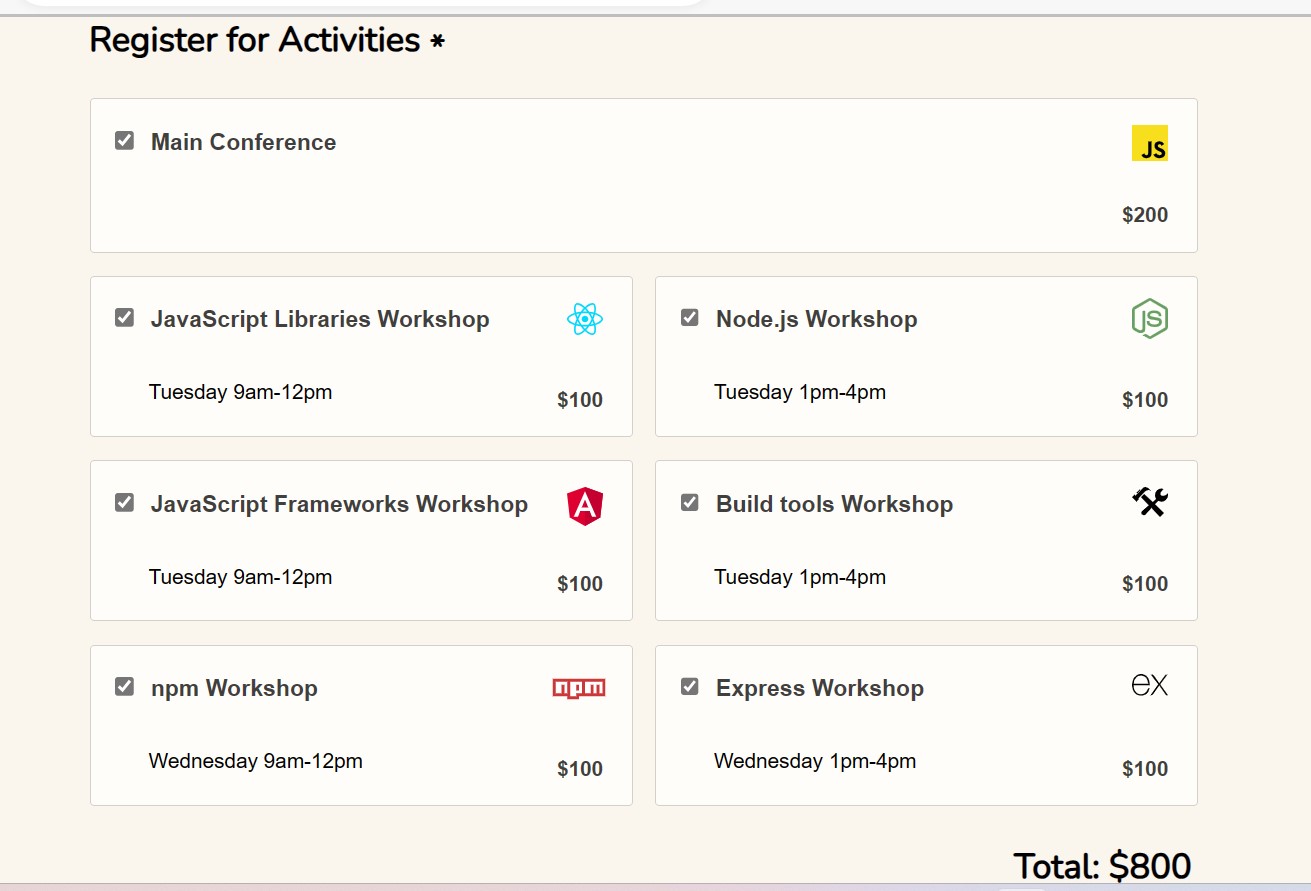 Register for Activities *
Main Conference
JS
$200
JavaScript Libraries Workshop
Tuesday 9am-12pm
$100
Node.js Workshop
JS
Tuesday 1pm-4pm
$100
JavaScript Frameworks Workshop
A
Tuesday 9am-12pm
$100
Build tools Workshop
Tuesday 1pm-4pm
$100
npm Workshop
npm
Wednesday 9am-12pm
$100
Express Workshop
ex
Wednesday 1pm-4pm
$100
Total: $800